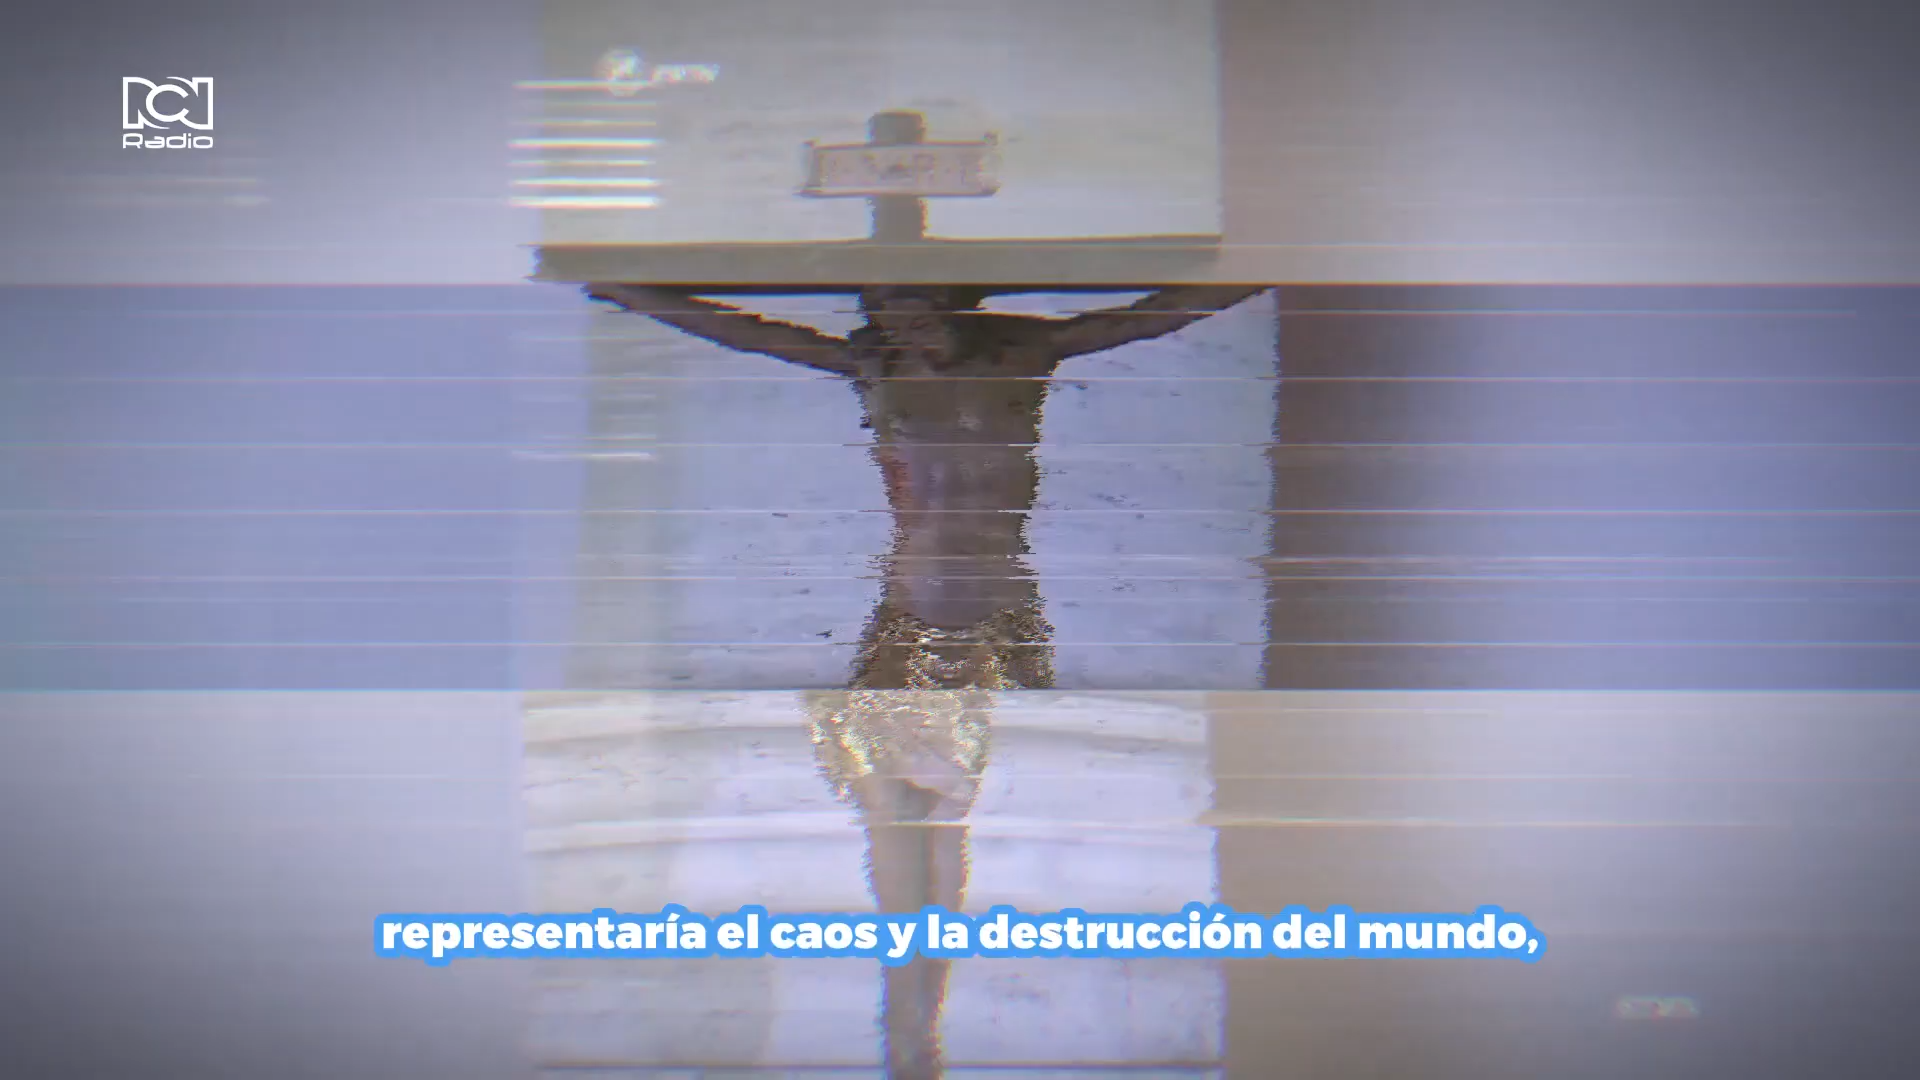 RCN
Radio
representaría el caos y la destrucción del mundo,